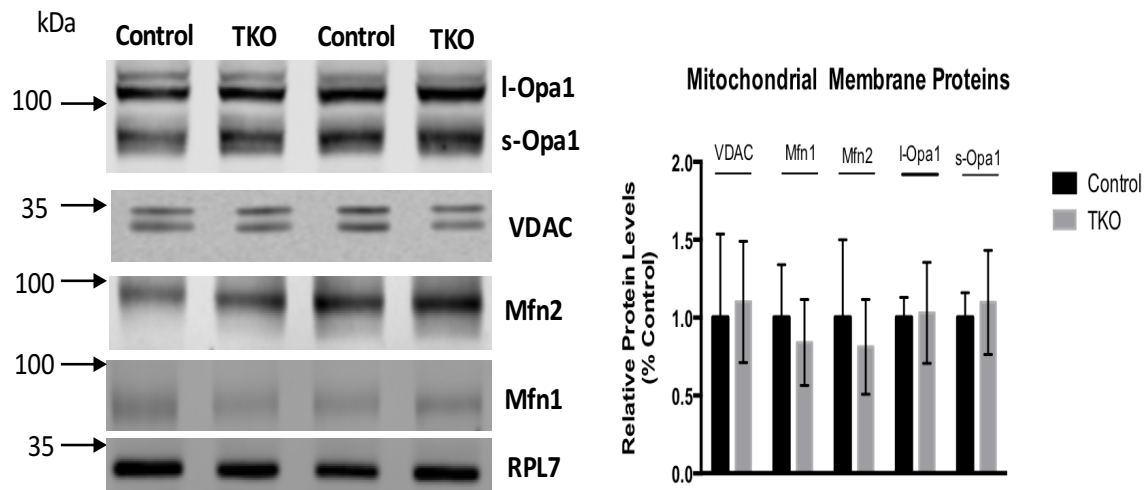 kDa
Control TKO Control TKO
l-Opa1
100
s-Opa1
35
VDAC
100
Mfn2
100
Mfn1
35
RPL7
Mitochondrial Membrane Proteins
VDAC Mfn1 Mfn2 l-Opa1 s-Opa1
2.0
1.5
1.0
0.5
0.0
Relative Protein Levels
(% Control)
Control
TKO